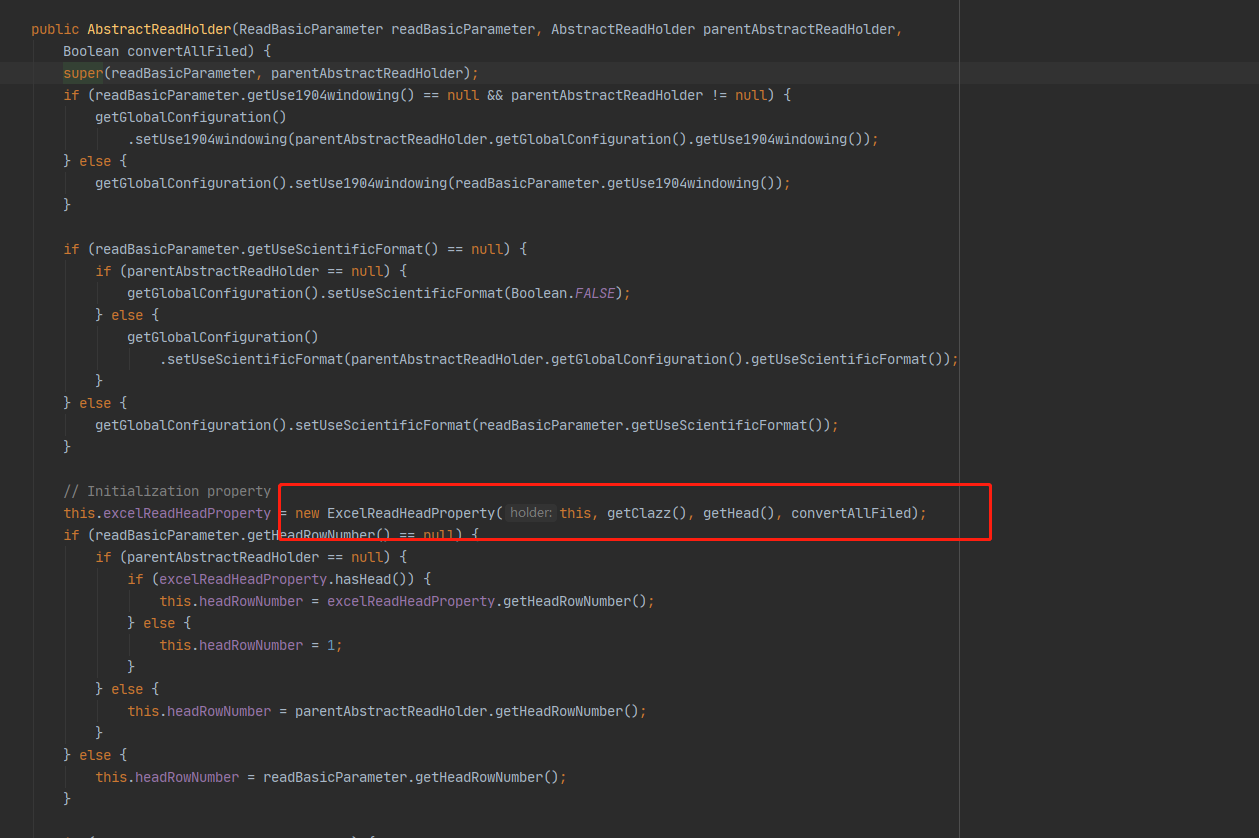 public AbstractReadHolder(ReadBasicParameter readBasicParameter, AbstractReadHolder parentAbstractReadHolder,
Boolean convertAllFiled) {
super(readBasicParameter, parentAbstractReadHolder);
if (readBasicParameter.getUse1904windowing() == null && parentAbstractReadHolder != null) {
getGlobalConfiguration()
.setUse1904windowing(parentAbstractReadHolder.getGlobalConfiguration().getUse1904windowing());
} else {
getGlobalConfiguration().setUse1904windowing(readBasicParameter.getUse1904windowing());
}
if (readBasicParameter.getUseScientificFormat() == null) {
if (parentAbstractReadHolder == null) {
getGlobalConfiguration().setUseScientificFormat(Boolean.FALSE);
} else {
getGlobalConfiguration()
.setUseScientificFormat(parentAbstractReadHolder.getGlobalConfiguration().getUseScientificFormat());
}
} else {
getGlobalConfiguration().setUseScientificFormat(readBasicParameter.getUseScientificFormat());
}
// Initialization property
this.excelReadHeadProperty = new ExcelReadHeadProperty( holder: this, getClazz(), getHead(), convertAllFiled);
if (readBasicParameter.getHeadRowNumber() == null) {
if (parentAbstractReadHolder == null) {
if (excelReadHeadProperty.hasHead()) {
this.headRowNumber = excelReadHeadProperty.getHeadRowNumber();
} else {
this.headRowNumber = 1;
}
} else {
this.headRowNumber = parentAbstractReadHolder.getHeadRowNumber();
}
} else {
this.headRowNumber = readBasicParameter.getHeadRowNumber();
}